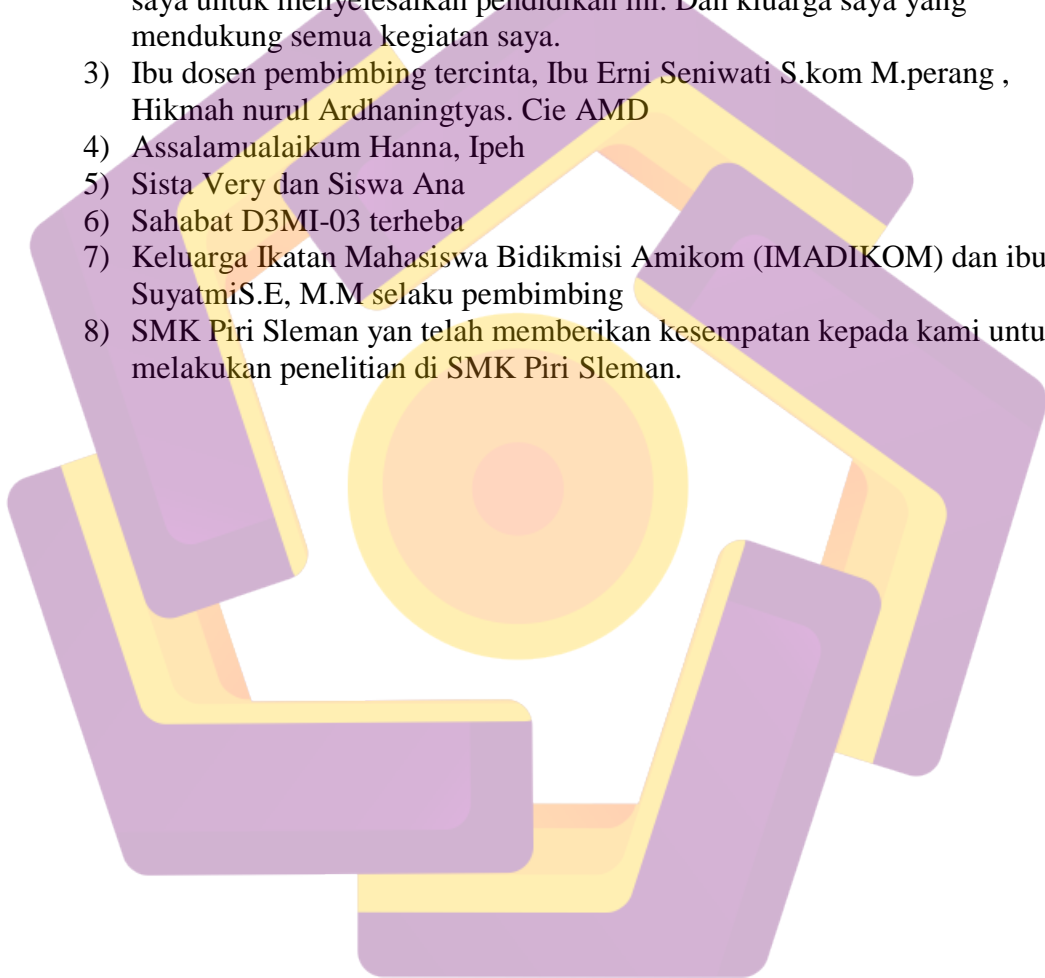 saya untuk menyelesaikan pendidikan ini. Dan kluarga saya yang
mendukung semua kegiatan saya.
3) Ibu dosen pembimbing tercinta, Ibu Erni Seniwati S.kom M.perang ,
Hikmah nurul Ardhaningtyas. Cie AMD
4) Assalamualaikum Hanna, Ipeh
5) Sista Very dan Siswa Ana
6) Sahabat D3MI-03 terheba
7) Keluarga Ikatan Mahasiswa Bidikmisi Amikom (IMADIKOM) dan ibu
SuyatmiS.E, M.M selaku pembimbing
8) SMK Piri Sleman yan telah memberikan kesempatan kepada kami untu
melakukan penelitian di SMK Piri Sleman.